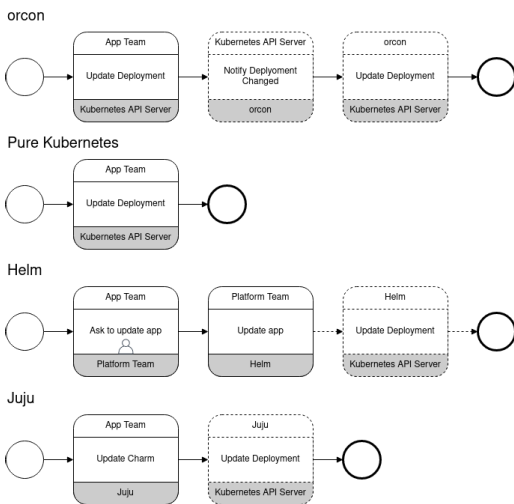 orcon
App Team
Update Deployment
Kubernetes API Server
Kubernetes API Server
Notify Deplyoment
Changed
orcon
orcon
Update Deployment
Kubernetes API Server
Pure Kubernetes
App Team
Update Deployment
Kubernetes API Server
Helm
App Team
Ask to update app
Platform Team
Platform Team
Update app
Helm
Helm
Update Deployment
Kubernetes API Server
Juju
App Team
Update Charm
Juju
Juju
Update Deployment
Kubernetes API Server